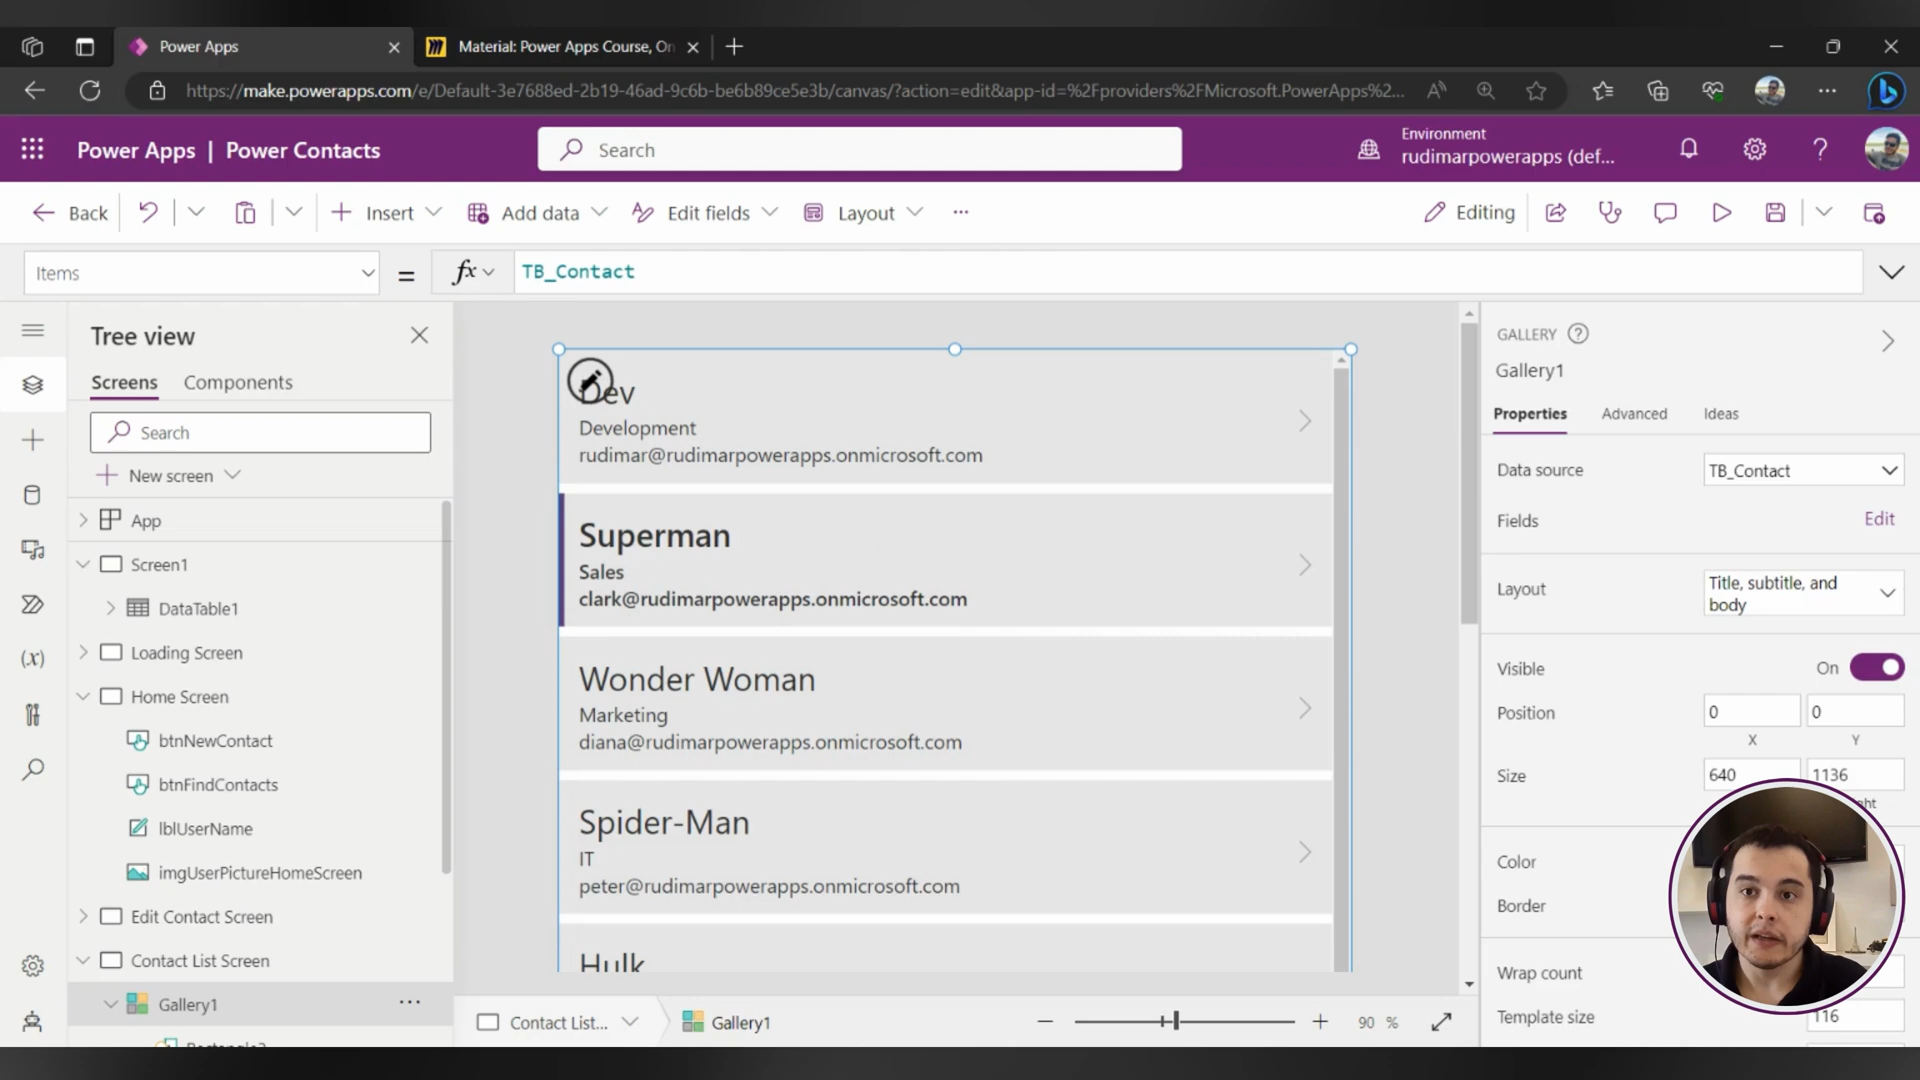 Power Apps
Material: Power Apps Course, On
https://make.powerapps.com/e/Default-3e7688ed-2b19-46ad-9c6b-be6b89ce5e3b/canvas/?action=edit&app-id=%2Fproviders%2FMicrosoft.PowerApps%2...
Power Apps | Power Contacts
Search
Environment
rudimarpowerapps (def...
Back
Insert
Add data
Edit fields
Layout
Editing
Items
=
fx
TB_Contact
Tree view
Screens
Components
Search
New screen
App
Screen1
DataTable1
Loading Screen
Home Screen
btnNewContact
btnFindContacts
lblUserName
imgUserPictureHomeScreen
Edit Contact Screen
Contact List Screen
Gallery1
Dev
Development
rudimar@rudimarpowerapps.onmicrosoft.com
Superman
Sales
clark@rudimarpowerapps.onmicrosoft.com
Wonder Woman
Marketing
diana@rudimarpowerapps.onmicrosoft.com
Spider-Man
IT
peter@rudimarpowerapps.onmicrosoft.com
Hulk
Contact List...
Gallery1
90 %
GALLERY
Gallery1
Properties
Advanced
Ideas
Data source
TB_Contact
Fields
Edit
Layout
Title, subtitle, and
body
Visible
On
Position
0
0
X
Y
Size
640
1136
Color
Border
Wrap count
Template size
116